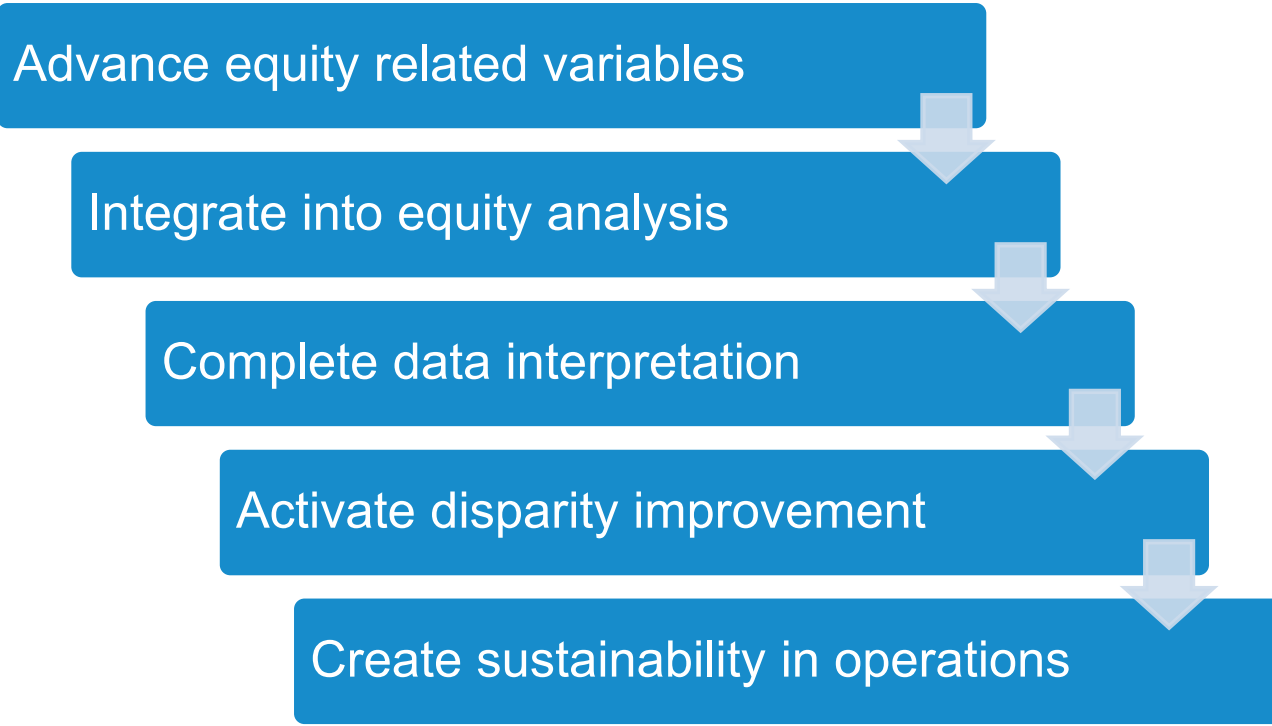 Advance equity related variables
Integrate into equity analysis
Complete data interpretation
Activate disparity improvement
Create sustainability in operations